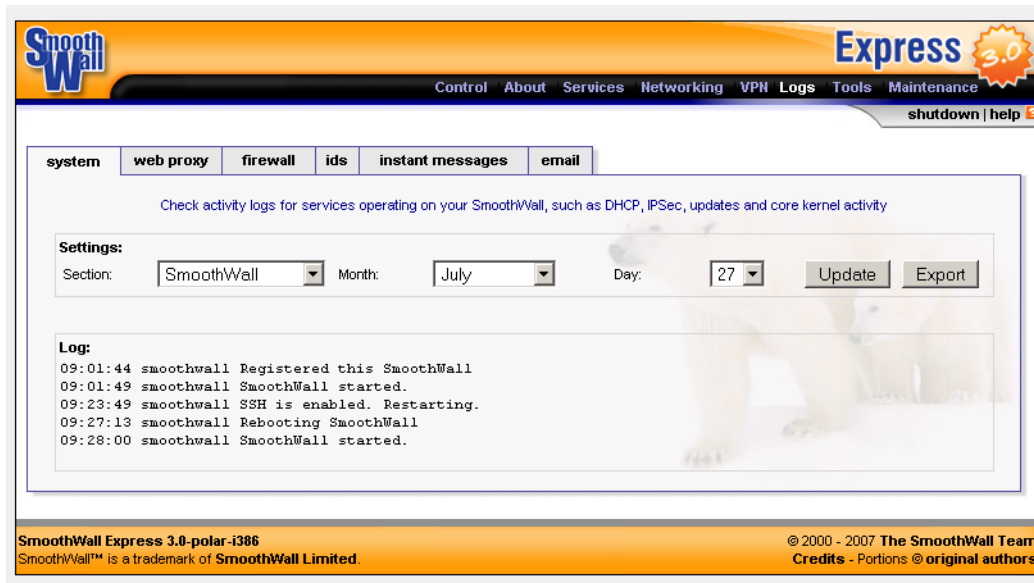 Smooth
Wall
Express 3.0
Control About Services Networking VPN Logs Tools Maintenance
shutdown | help
system web proxy firewall ids instant messages email
Check activity logs for services operating on your SmoothWall, such as DHCP, IPSec, updates and core kernel activity
Settings:
Section: SmoothWall Month: July Day: 27 Update Export
Log:
09:01:44 smoothwall Registered this SmoothWall
09:01:49 smoothwall SmoothWall started.
09:23:49 smoothwall SSH is enabled. Restarting.
09:27:13 smoothwall Rebooting SmoothWall
09:28:00 smoothwall SmoothWall started.
SmoothWall Express 3.0-polar-i386 © 2000 - 2007 The SmoothWall Team
SmoothWall™ is a trademark of SmoothWall Limited. Credits - Portions © original authors